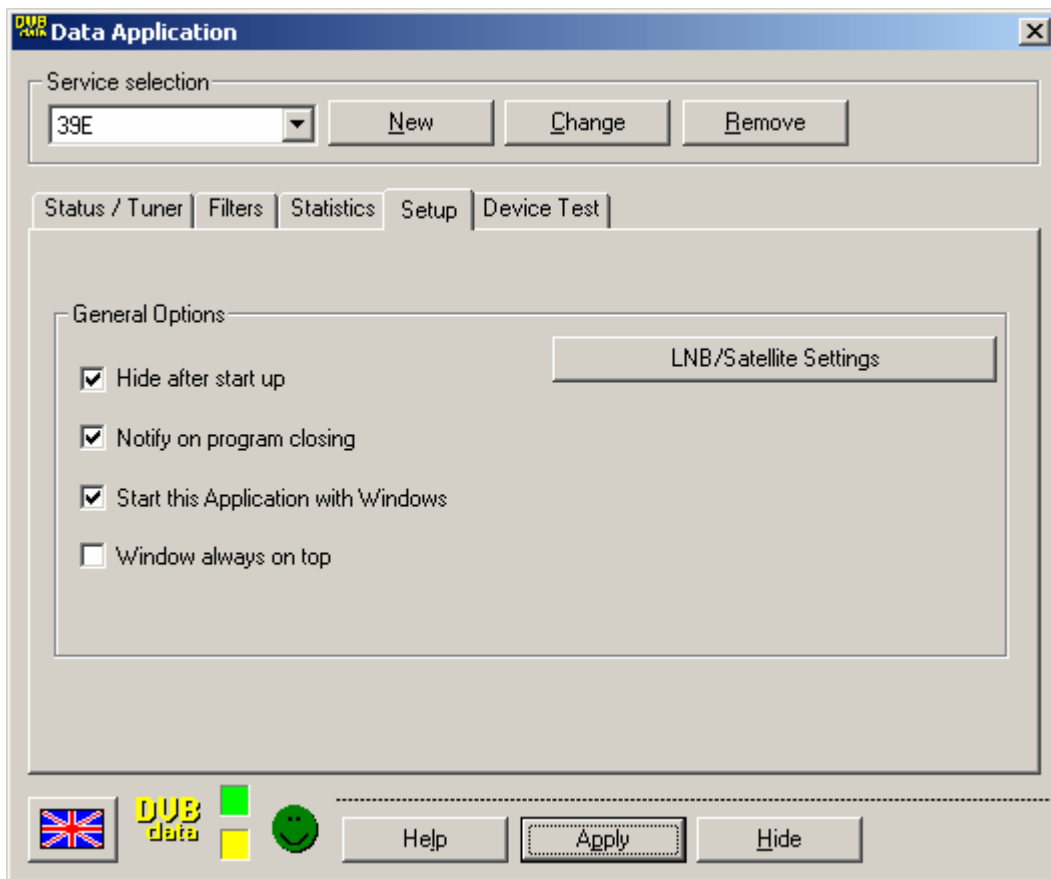 DVB data Data Application
Service selection
39E New Change Remove
Status / Tuner Filters Statistics Setup Device Test
General Options
LNB/Satellite Settings
Hide after start up
Notify on program closing
Start this Application with Windows
Window always on top
DVB
data
Help Apply Hide